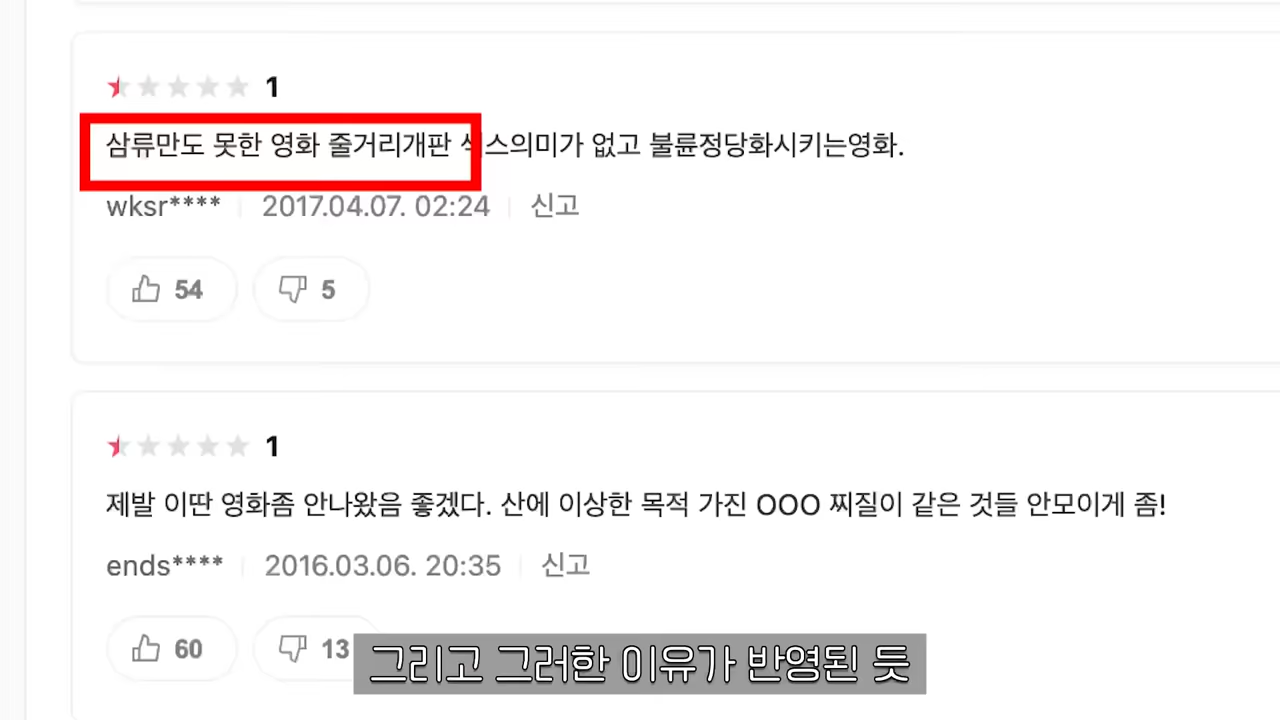 1
삼류만도 못한 영화 줄거리개판 섹스의미가 없고 불륜정당화시키는영화.
wksr**** 2017.04.07. 02:24 신고
54 5
1
제발 이딴 영화좀 안나왔음 좋겠다. 산에 이상한 목적 가진 OOO 찌질이 같은 것들 안모이게 좀!
ends**** 2016.03.06. 20:35 신고
60 13
그리고 그러한 이유가 반영된 듯